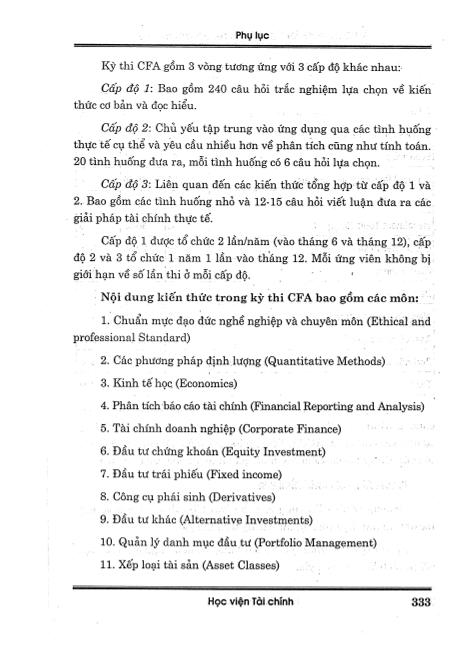 Phụ lục
Kỳ thi CFA gồm 3 vòng tương ứng với 3 cấp độ khác nhau:
Cấp độ 1: Bao gồm 240 câu hỏi trắc nghiệm lựa chọn về kiến
thức cơ bản và đọc hiểu.
Cấp độ 2: Chủ yếu tập trung vào ứng dụng qua các tình huống
thực tế cụ thể và yêu cầu nhiều hơn về phân tích cũng như tính toán.
20 tình huống đưa ra, mỗi tình huống có 6 câu hỏi lựa chọn.
Cấp độ 3: Liên quan đến các kiến thức tổng hợp từ cấp độ 1 và
2. Bao gồm các tình huống nhỏ và 12-15 câu hỏi viết luận đưa ra các
giải pháp tài chính thực tế.
Cấp độ 1 được tổ chức 2 lần/năm (vào tháng 6 và tháng 12), cấp
độ 2 và 3 tổ chức 1 năm 1 lần vào tháng 12. Mỗi ứng viên không bị
giới hạn về số lần thi ở mỗi cấp độ.
Nội dung kiến thức trong kỳ thi CFA bao gồm các môn:
1. Chuẩn mực đạo đức nghề nghiệp và chuyên môn (Ethical and
professional Standard)
2. Các phương pháp định lượng (Quantitative Methods)
3. Kinh tế học (Economics)
4. Phân tích báo cáo tài chính (Financial Reporting and Analysis)
5. Tài chính doanh nghiệp (Corporate Finance)
6. Đầu tư chứng khoán (Equity Investment)
7. Đầu tư trái phiếu (Fixed income)
8. Công cụ phái sinh (Derivatives)
9. Đầu tư khác (Alternative Investments)
10. Quản lý danh mục đầu tư (Portfolio Management)
11. Xếp loại tài sản (Asset Classes)
Học viện Tài chính 333